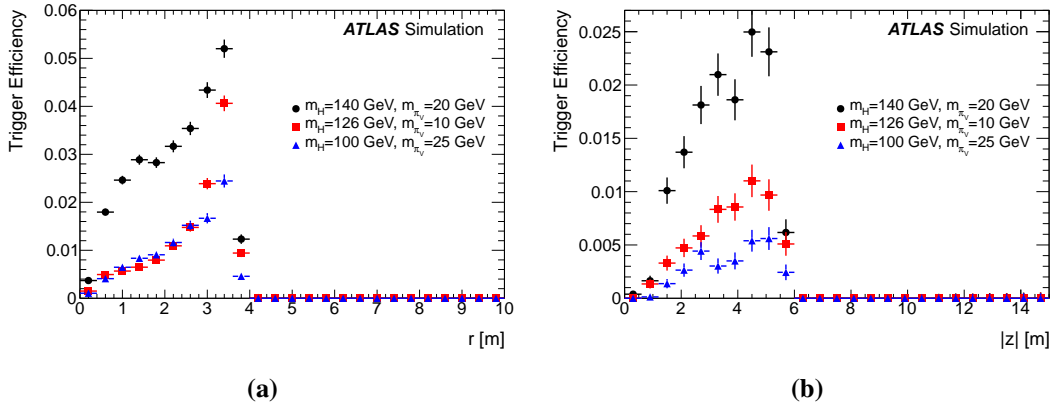 Trigger Efficiency
0.06
0.05
0.04
0.03
0.02
0.01
0
ATLAS Simulation
m_H=140 GeV, m_πv=20 GeV
m_H=126 GeV, m_πv=10 GeV
m_H=100 GeV, m_πv=25 GeV
0 1 2 3 4 5 6 7 8 9 10
r [m]
(a)
Trigger Efficiency
0.025
0.02
0.015
0.01
0.005
0
ATLAS Simulation
m_H=140 GeV, m_πv=20 GeV
m_H=126 GeV, m_πv=10 GeV
m_H=100 GeV, m_πv=25 GeV
0 2 4 6 8 10 12 14
|z| [m]
(b)